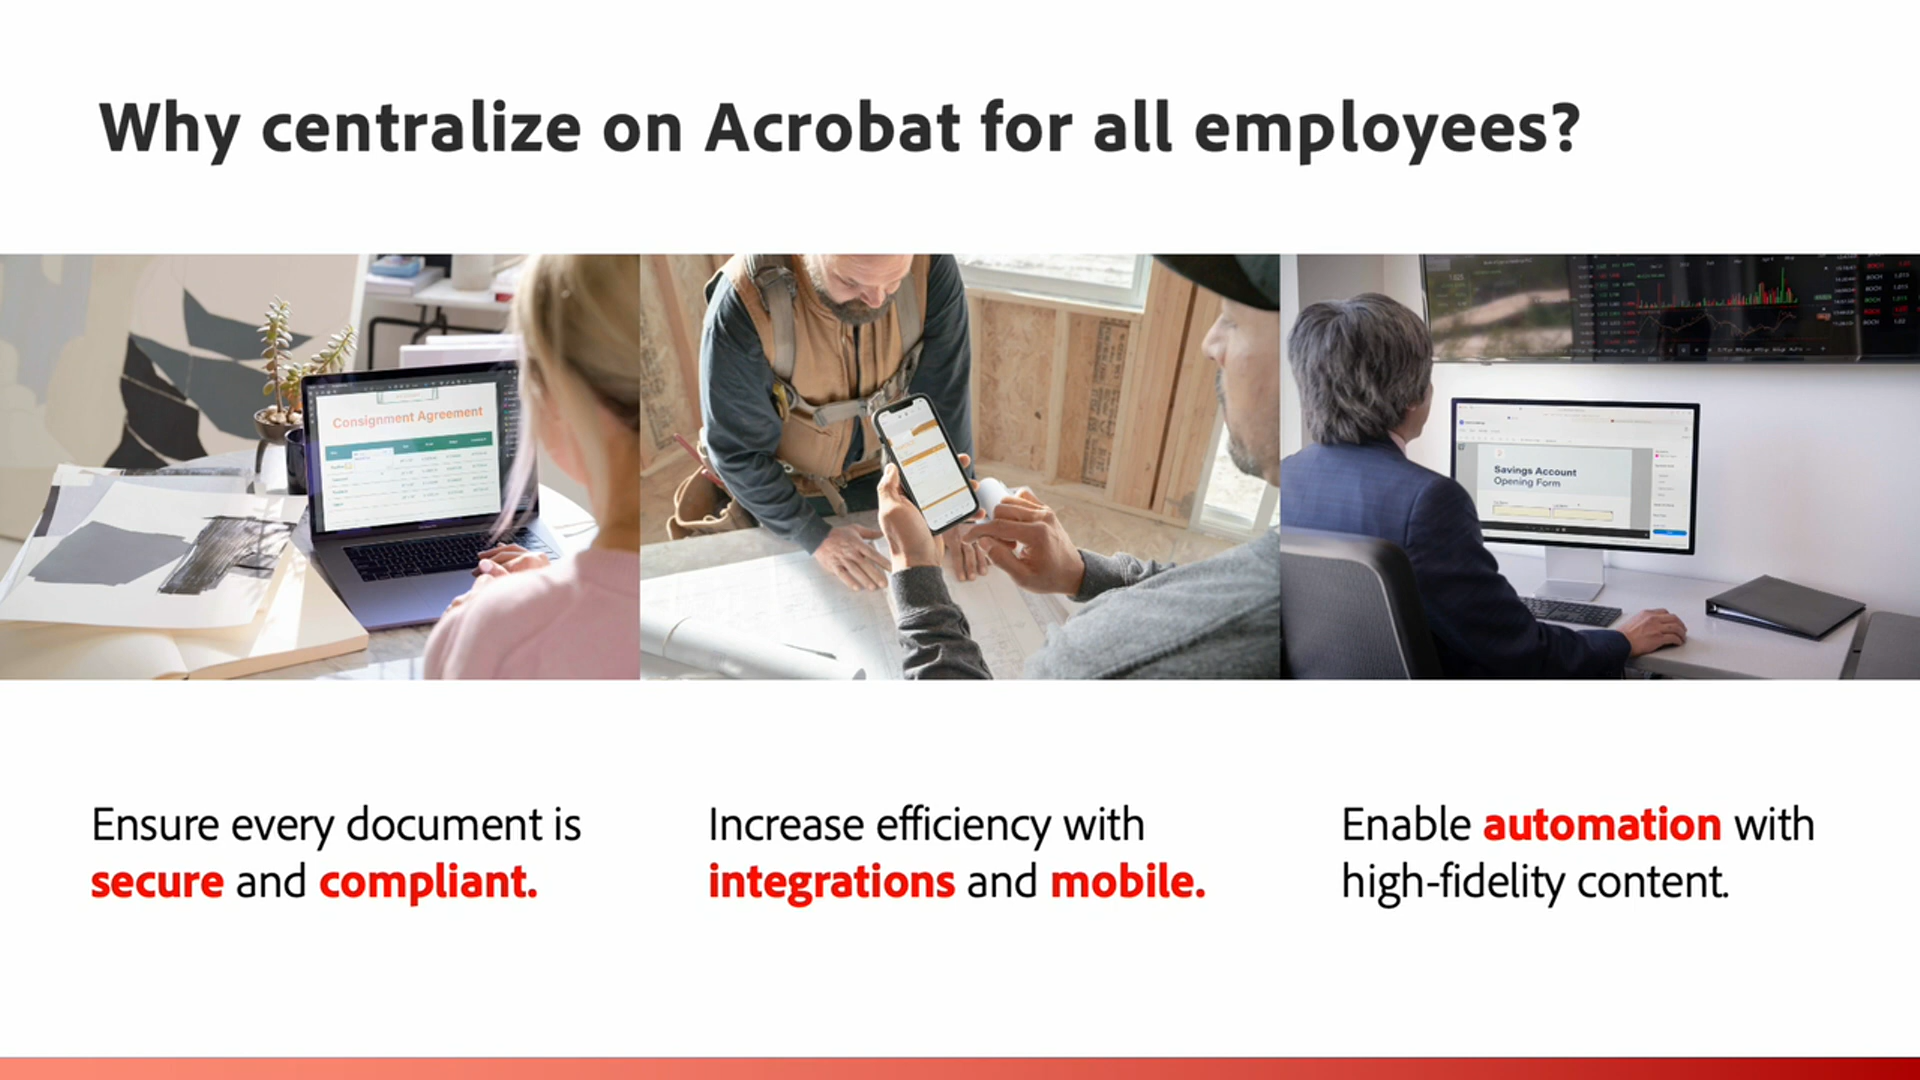 Why centralize on Acrobat for all employees?
Consignment Agreement
Savings Account
Opening Form
Ensure every document is
secure and compliant.
Increase efficiency with
integrations and mobile.
Enable automation with
high-fidelity content.